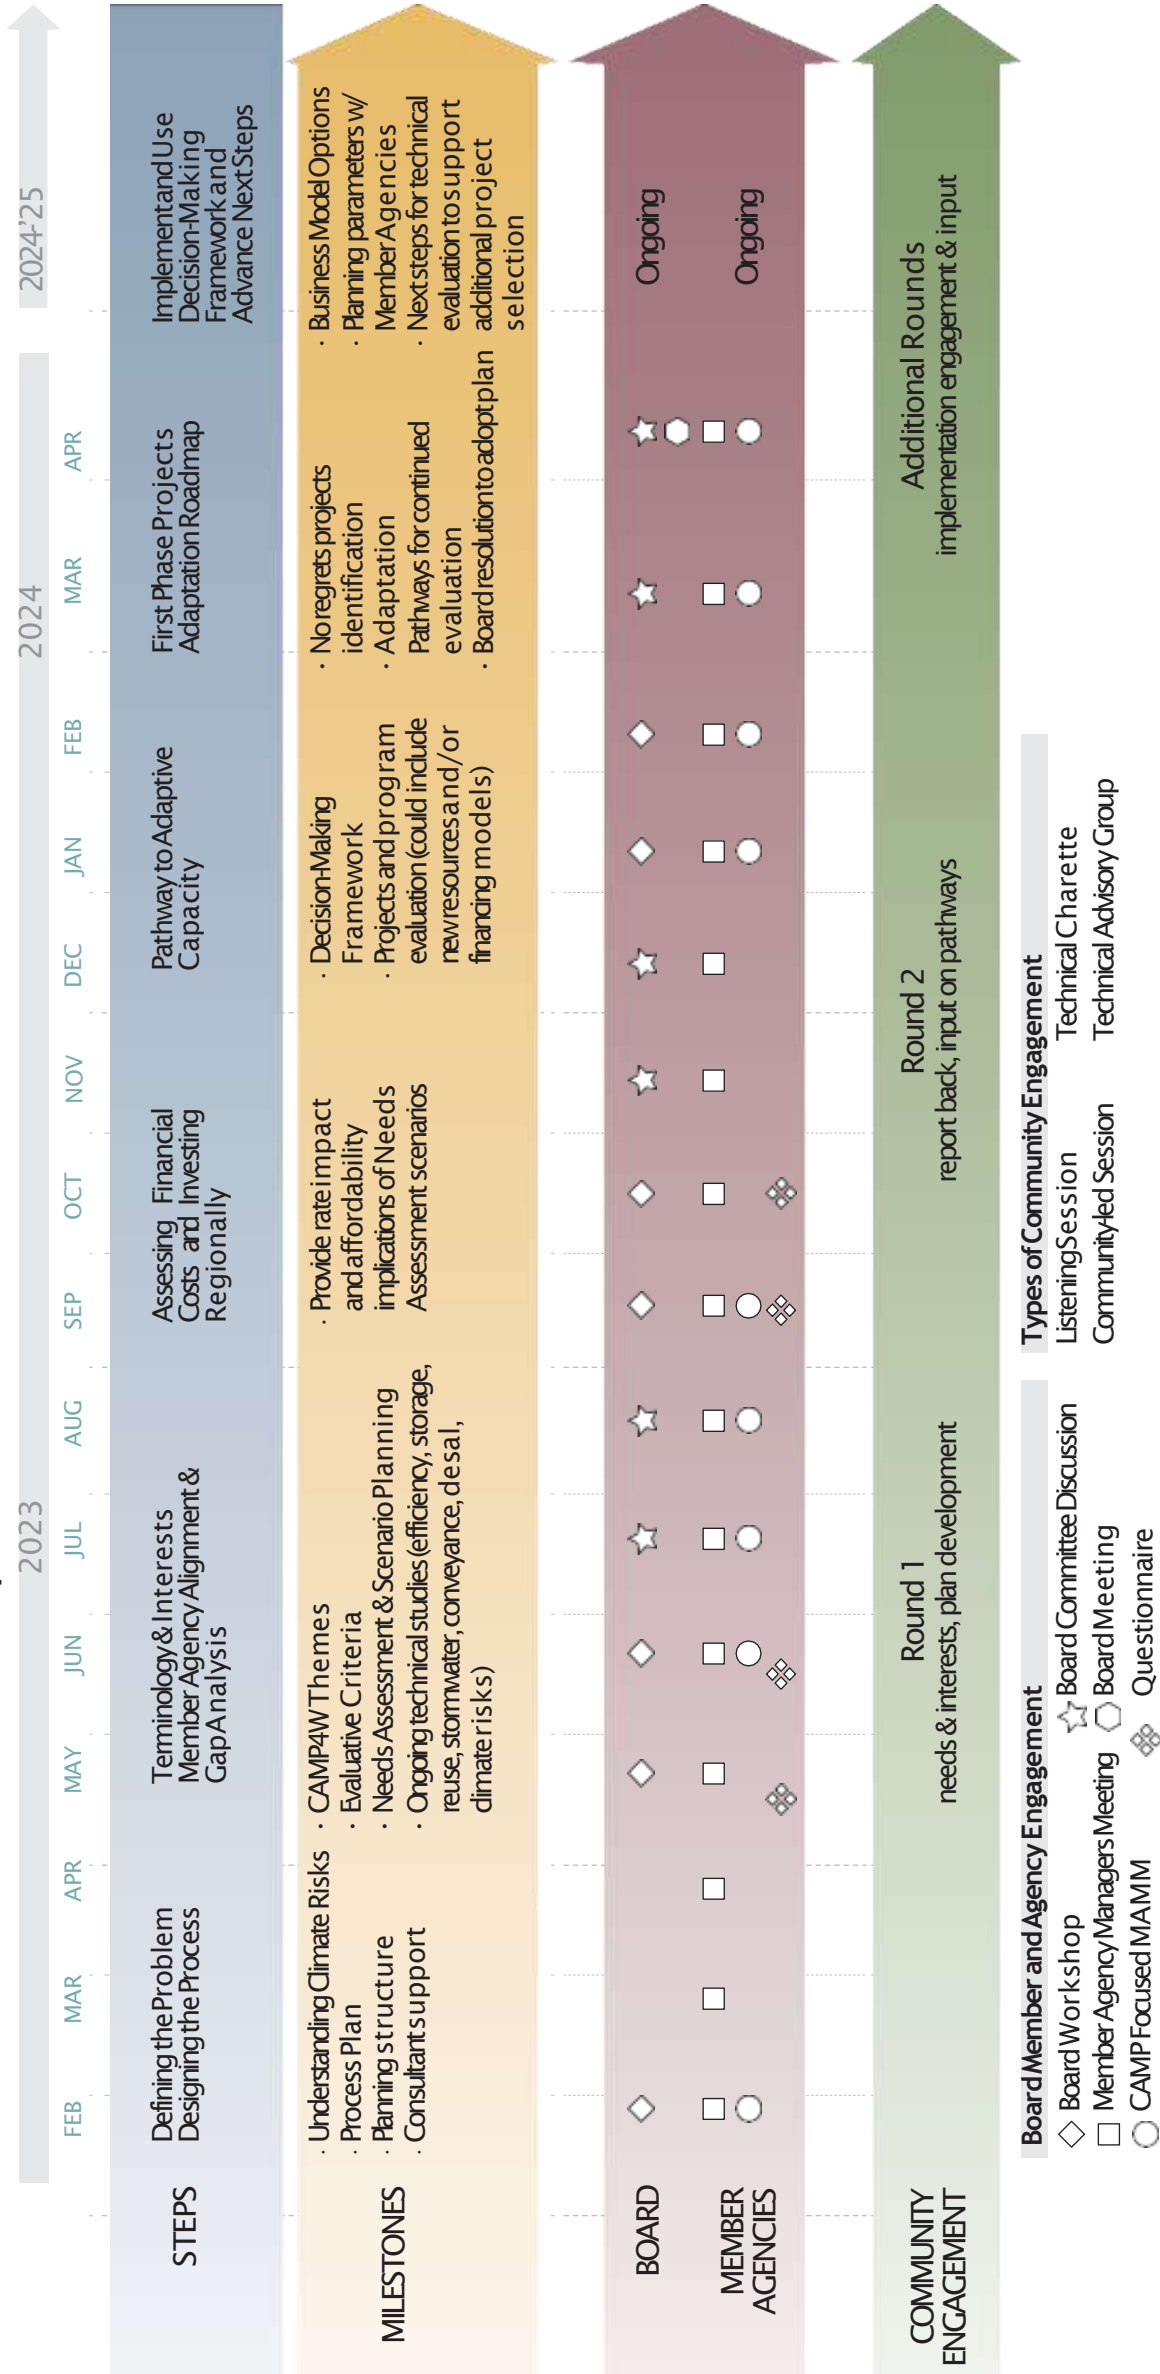 2023
2024
2024-'25
FEB
MAR
APR
MAY
JUN
JUL
AUG
SEP
OCT
NOV
DEC
JAN
FEB
MAR
APR
STEPS
Defining the Problem
Designing the Process
Terminology & Interests
Member Agency Alignment &
Gap Analysis
Assessing Financial
Costs and Investing
Regionally
Pathway to Adaptive
Capacity
First Phase Projects
Adaptation Roadmap
Implement and Use
Decision-Making
Framework and
Advance Next Steps
MILESTONES
· Understanding Climate Risks
· Process Plan
· Planning structure
· Consultant support
· CAMP4W Themes
· Evaluative Criteria
· Needs Assessment & Scenario Planning
· Ongoing technical studies (efficiency, storage,
reuse, stormwater, conveyance, desal,
climate risks)
· Provide rate impact
and affordability
implications of Needs
Assessment scenarios
· Decision-Making
Framework
· Projects and program
evaluation (could include
new resources and/or
financing models)
· No regrets projects
identification
· Adaptation
Pathways for continued
evaluation
· Board resolution to adopt plan
· Business Model Options
· Planning parameters w/
Member Agencies
· Next steps for technical
evaluation to support
additional project
selection
BOARD
Ongoing
MEMBER
AGENCIES
Ongoing
COMMUNITY
ENGAGEMENT
Round 1
needs & interests, plan development
Round 2
report back, input on pathways
Additional Rounds
implementation engagement & input
Board Member and Agency Engagement
Board Workshop
Board Committee Discussion
Member Agency Managers Meeting
Board Meeting
CAMP Focused MAMM
Questionnaire
Types of Community Engagement
Listening Session
Technical Charette
Community-led Session
Technical Advisory Group